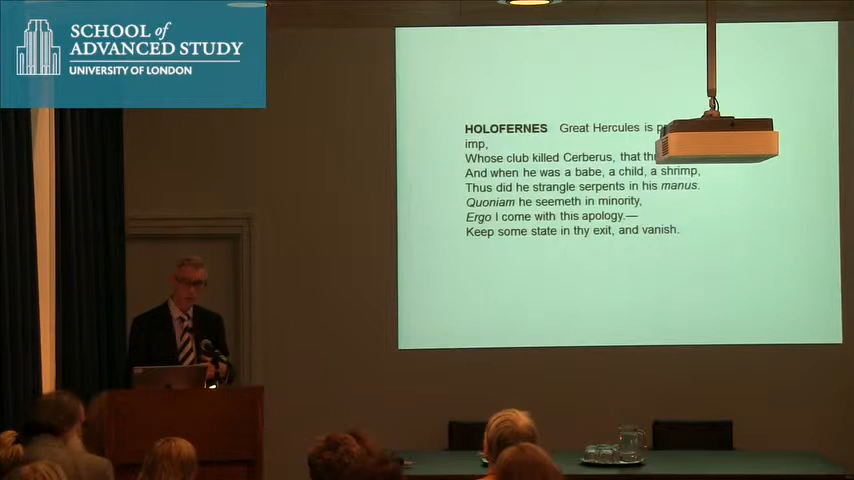 SCHOOL of
ADVANCED STUDY
UNIVERSITY OF LONDON
HOLOFERNES Great Hercules is
imp,
Whose club killed Cerberus, that
And when he was a babe, a child, a shrimp,
Thus did he strangle serpents in his manus.
Quoniam he seemeth in minority,
Ergo I come with this apology.—
Keep some state in thy exit, and vanish.